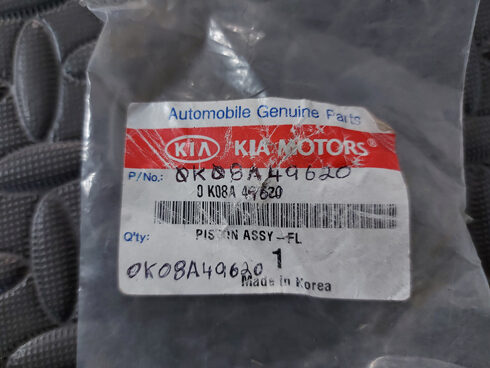 Automobile Genuine Parts
KIA KIA MOTORS®
P/No.: 0K08A49620
0 K08A 49620
PISTON ASSY-FL
Q'ty: 1
0K08A49620
Made in Korea